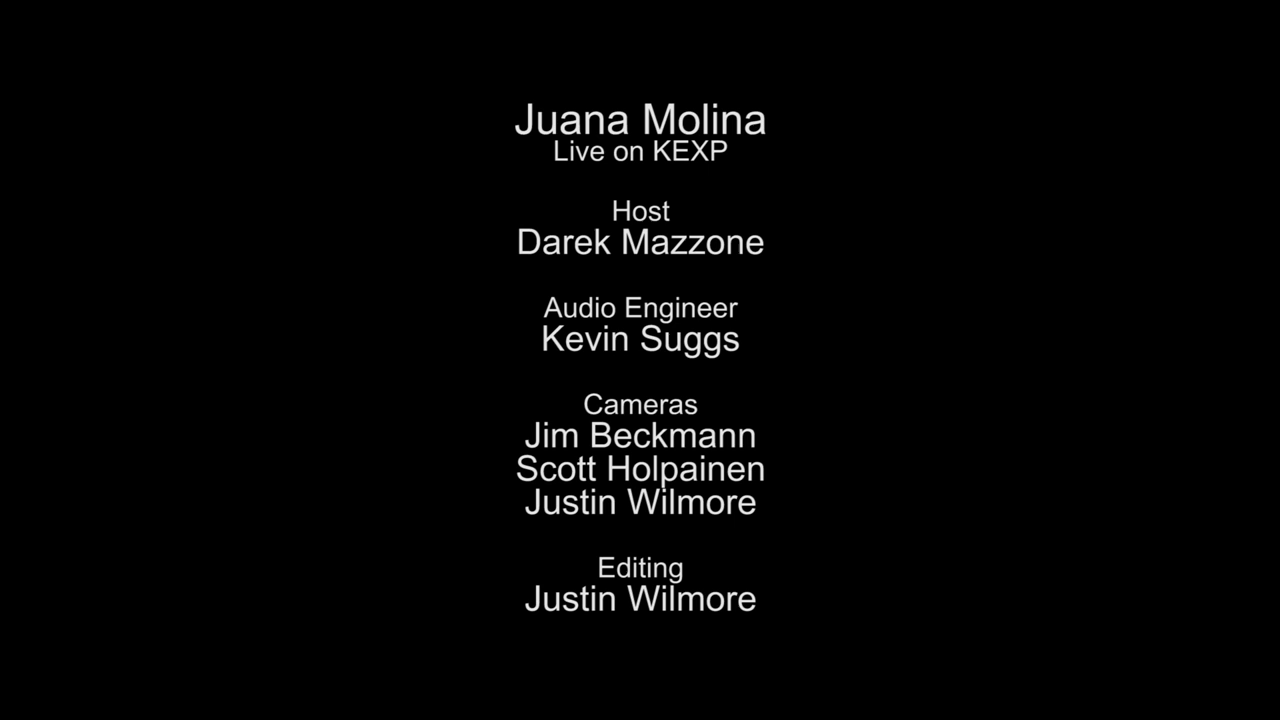 Juana Molina
Live on KEXP
Host
Darek Mazzone
Audio Engineer
Kevin Suggs
Cameras
Jim Beckmann
Scott Holpainen
Justin Wilmore
Editing
Justin Wilmore